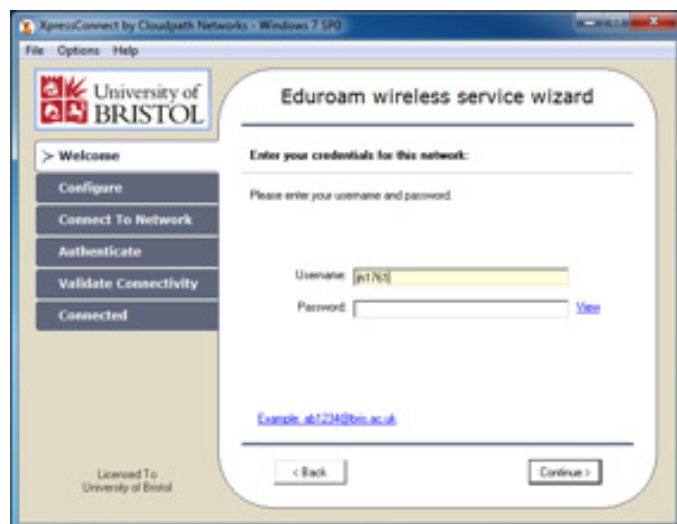 XpressConnect by Cloudpath Networks - Windows 7 SP0
File Options Help
University of
BRISTOL
Eduroam wireless service wizard
> Welcome
Configure
Connect To Network
Authenticate
Validate Connectivity
Connected
Enter your credentials for this network:
Please enter your username and password.
Username:
Password: View
Example: ab1234@bris.ac.uk
< Back Continue >
Licensed To
University of Bristol